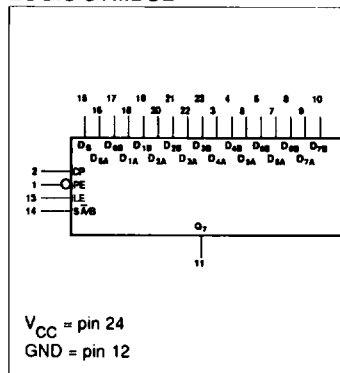 15 17 19 21 23 4 6 8 10
16 18 20 22 3 5 7 9
DS D0B D1B D2B D3B D4B D5B D6B D7B
D0A D1A D2A D3A D4A D5A D6A D7A
2 CP
1 PE
13 LE
14 SA/B
Q7
11
VCC = pin 24
GND = pin 12